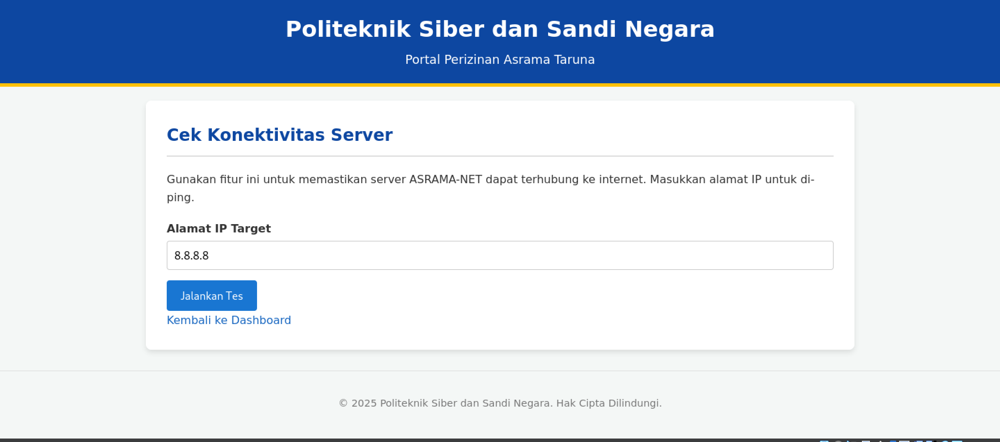 Politeknik Siber dan Sandi Negara
Portal Perizinan Asrama Taruna
Cek Konektivitas Server
Gunakan fitur ini untuk memastikan server ASRAMA-NET dapat terhubung ke internet. Masukkan alamat IP untuk di-
ping.
Alamat IP Target
8.8.8.8
Jalankan Tes
Kembali ke Dashboard
© 2025 Politeknik Siber dan Sandi Negara. Hak Cipta Dilindungi.